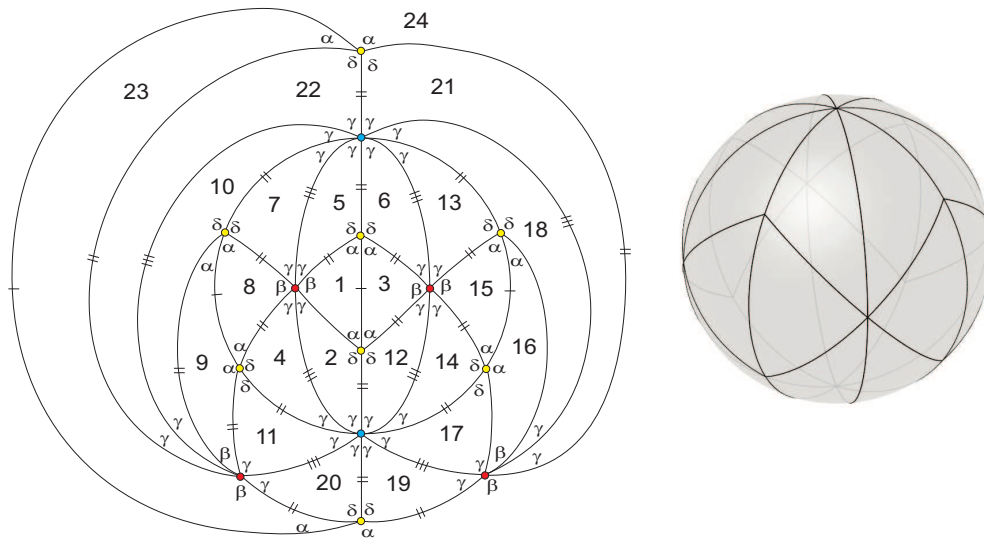 24
α α
23 22 δ δ 21
γ γ
γ γ
γ γ γ γ
10 7 5 6 13
δ δ δ δ δ δ 18
α α α α
γ γ γ γ
8 β β 1 3 β β 15
γ γ γ γ
α α α α
9 α δ 4 2 δ δ 12 14 δ α 16
δ δ
γ γ γ γ
11 γ γ γ γ 17
γ γ γ γ
β γ γ β
β γ 20 19 γ β
δ δ
α α